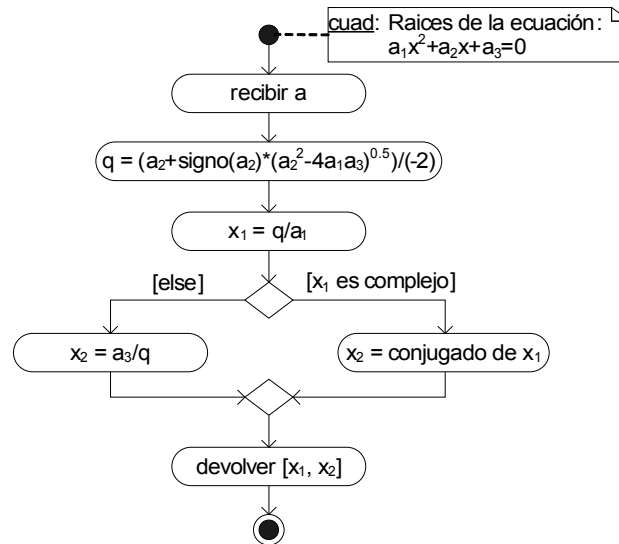 cuad: Raices de la ecuación:
a₁x²+a₂x+a₃=0
recibir a
q = (a₂+signo(a₂)*(a₂²-4a₁a₃)^0.5)/(-2)
x₁ = q/a₁
[else]
[x₁ es complejo]
x₂ = a₃/q
x₂ = conjugado de x₁
devolver [x₁, x₂]